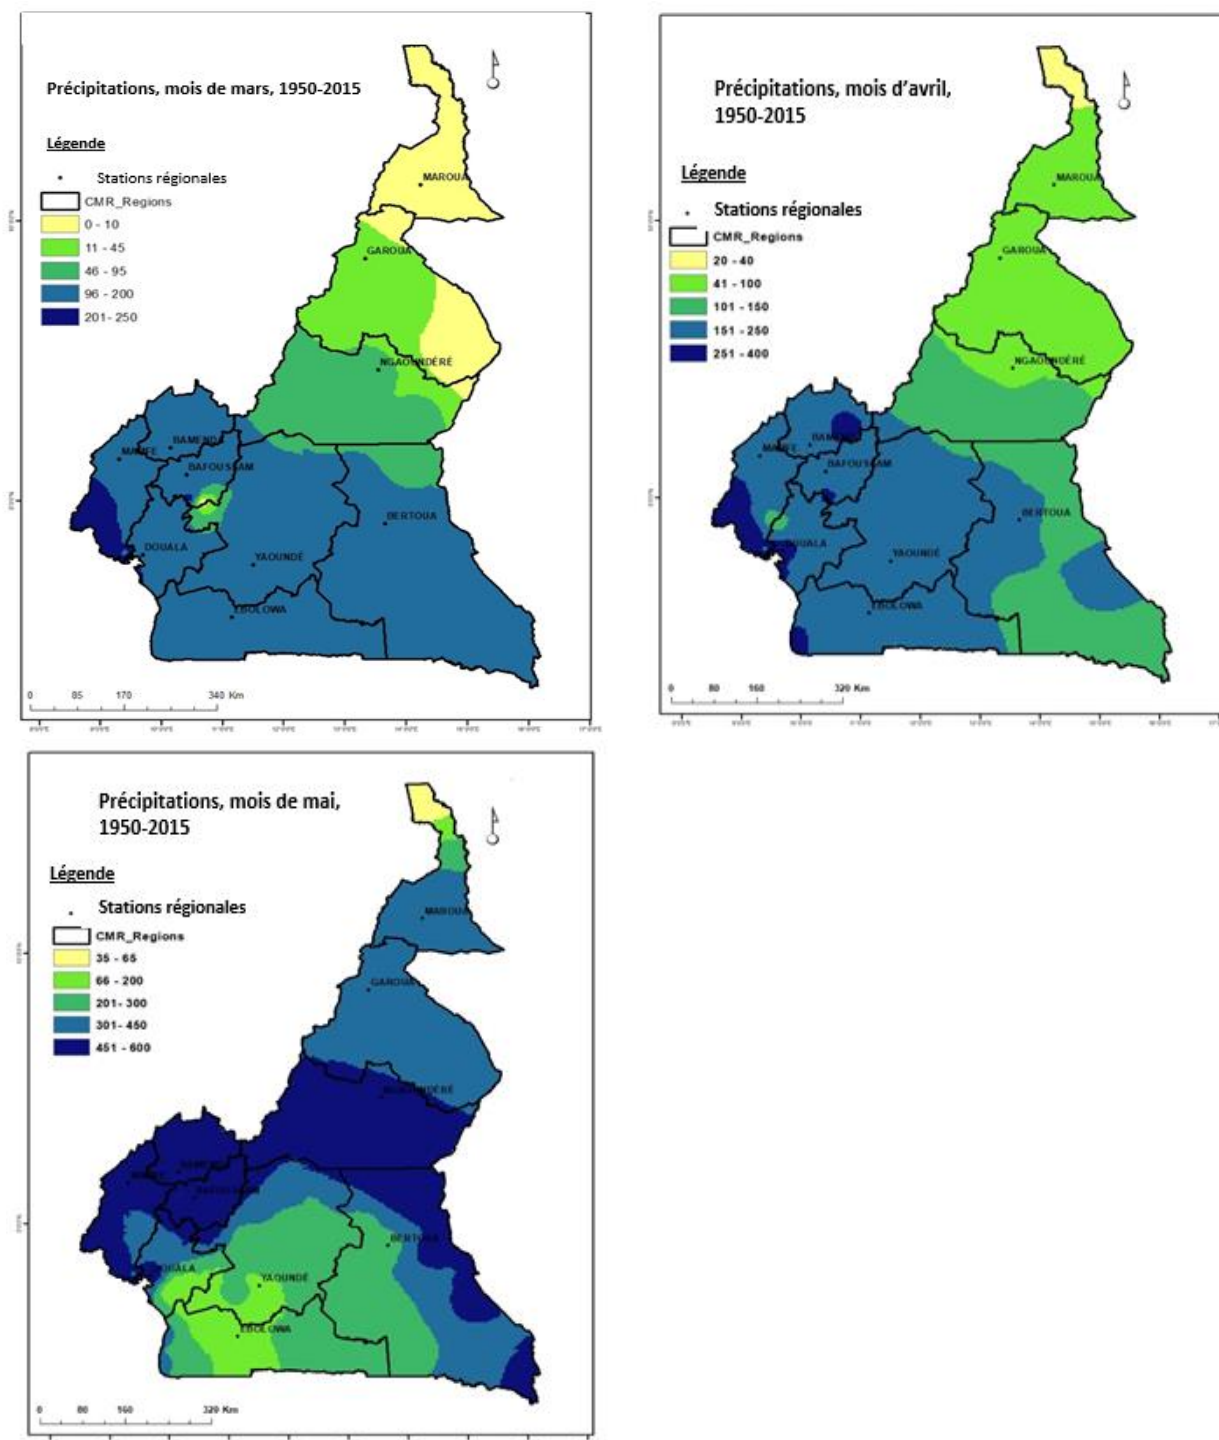 Précipitations, mois de mars, 1950-2015
Légende
Stations régionales
CMR_Regions
0 - 10
11 - 45
46 - 95
96 - 200
201 - 250
MAROUA
GAROUA
NGAOUNDÉRÉ
BAMENDA
MAMFE
BAFOUSSAM
BERTOUA
DOUALA
YAOUNDÉ
EBOLOWA
0 85 170 340 Km
Précipitations, mois d'avril,
1950-2015
Légende
Stations régionales
CMR_Regions
20 - 40
41 - 100
101 - 150
151 - 250
251 - 400
MAROUA
GAROUA
NGAOUNDÉRÉ
BAMENDA
MAMFE
BAFOUSSAM
BERTOUA
DOUALA
YAOUNDÉ
EBOLOWA
0 80 160 320 Km
Précipitations, mois de mai,
1950-2015
Légende
Stations régionales
CMR_Regions
35 - 65
66 - 200
201 - 300
301 - 450
451 - 600
MAROUA
GAROUA
NGAOUNDÉRÉ
BAFOUSSAM
BERTOUA
DOUALA
YAOUNDÉ
EBOLOWA
0 80 160 320 Km